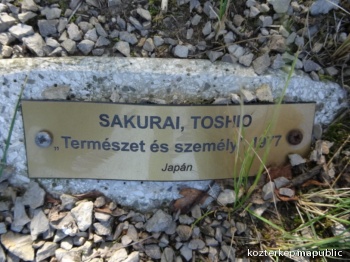 SAKURAI, TOSHIO
„Természet és személy" 1977
Japán
kozterkep.mapublic